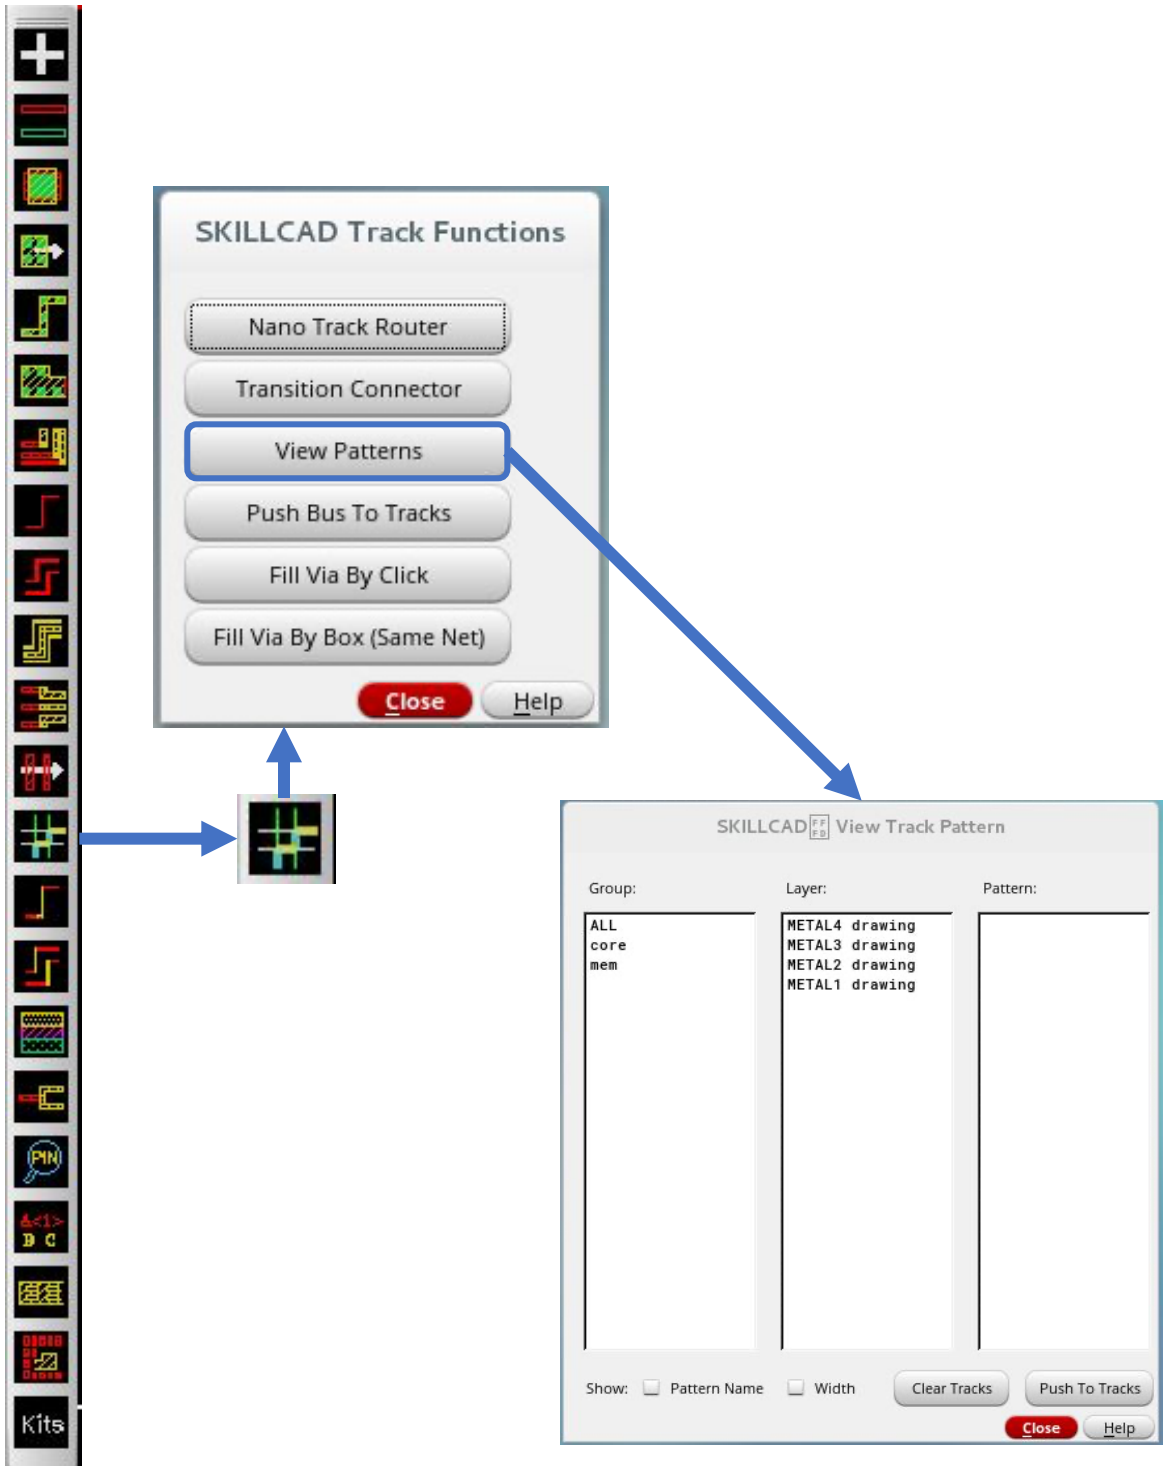 SKILLCAD Track Functions
Nano Track Router
Transition Connector
View Patterns
Push Bus To Tracks
Fill Via By Click
Fill Via By Box (Same Net)
Close
Help
SKILLCAD View Track Pattern
Group:
Layer:
Pattern:
ALL
core
mem
METAL4 drawing
METAL3 drawing
METAL2 drawing
METAL1 drawing
Show:
Pattern Name
Width
Clear Tracks
Push To Tracks
Close
Help
PIN
A<1>
B C
Kits